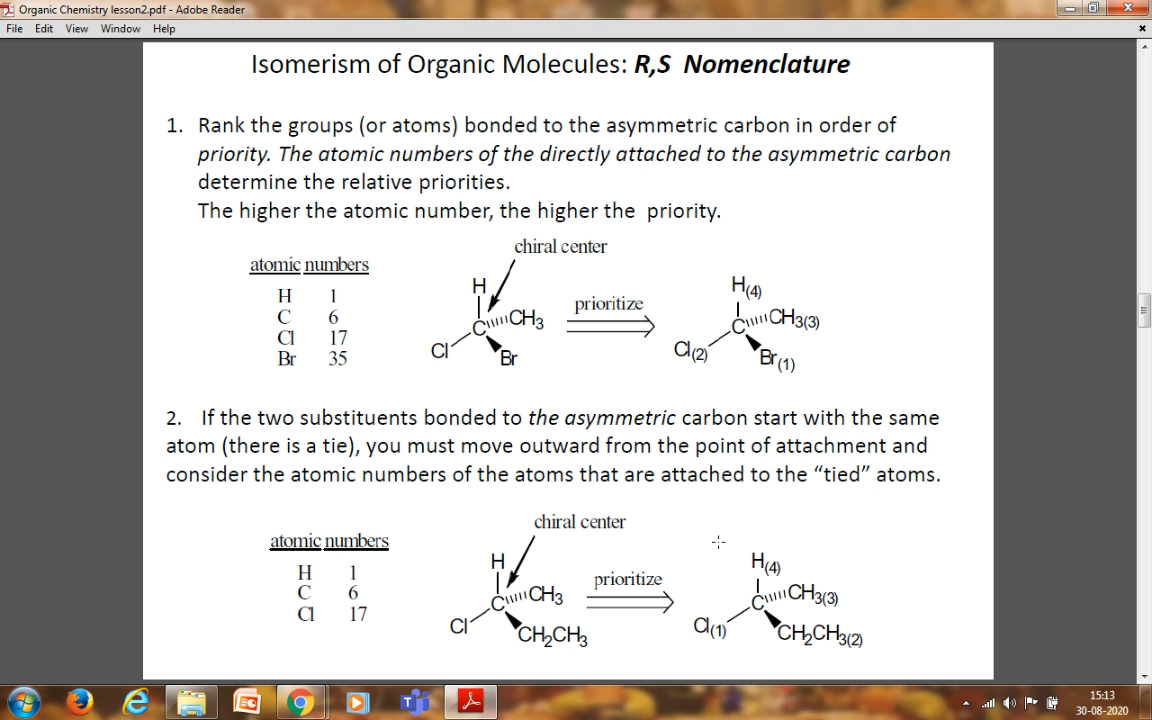 Organic Chemistry lesson2.pdf - Adobe Reader
File Edit View Window Help
Isomerism of Organic Molecules: R,S Nomenclature
1. Rank the groups (or atoms) bonded to the asymmetric carbon in order of
priority. The atomic numbers of the directly attached to the asymmetric carbon
determine the relative priorities.
The higher the atomic number, the higher the priority.
chiral center
atomic numbers
H 1
C 6
Cl 17
Br 35
H
C CH3
Cl
Br
prioritize
H(4)
C CH3(3)
Cl(2)
Br(1)
2. If the two substituents bonded to the asymmetric carbon start with the same
atom (there is a tie), you must move outward from the point of attachment and
consider the atomic numbers of the atoms that are attached to the “tied” atoms.
chiral center
atomic numbers
H 1
C 6
Cl 17
H
C CH3
Cl
CH2CH3
prioritize
H(4)
C CH3(3)
Cl(1)
CH2CH3(2)
15:13
30-08-2020